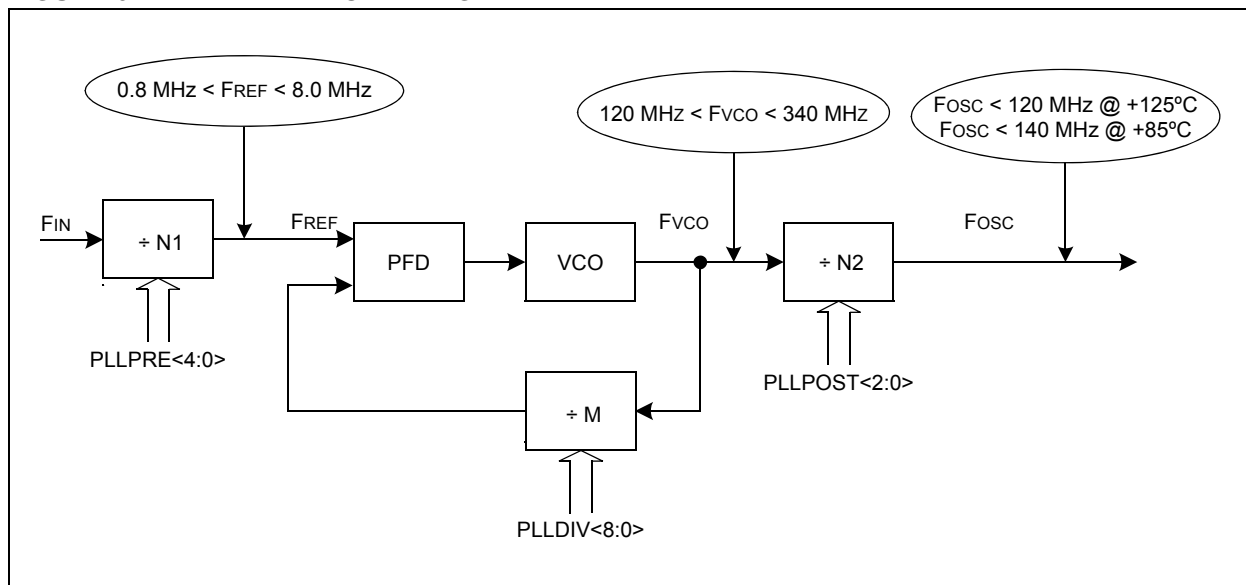 0.8 MHz < FREF < 8.0 MHz
120 MHZ < FVCO < 340 MHZ
FOSC < 120 MHz @ +125ºC
FOSC < 140 MHz @ +85ºC
FIN
÷ N1
FREF
PFD
VCO
FVCO
÷ N2
FOSC
PLLPRE<4:0>
PLLPOST<2:0>
÷ M
PLLDIV<8:0>